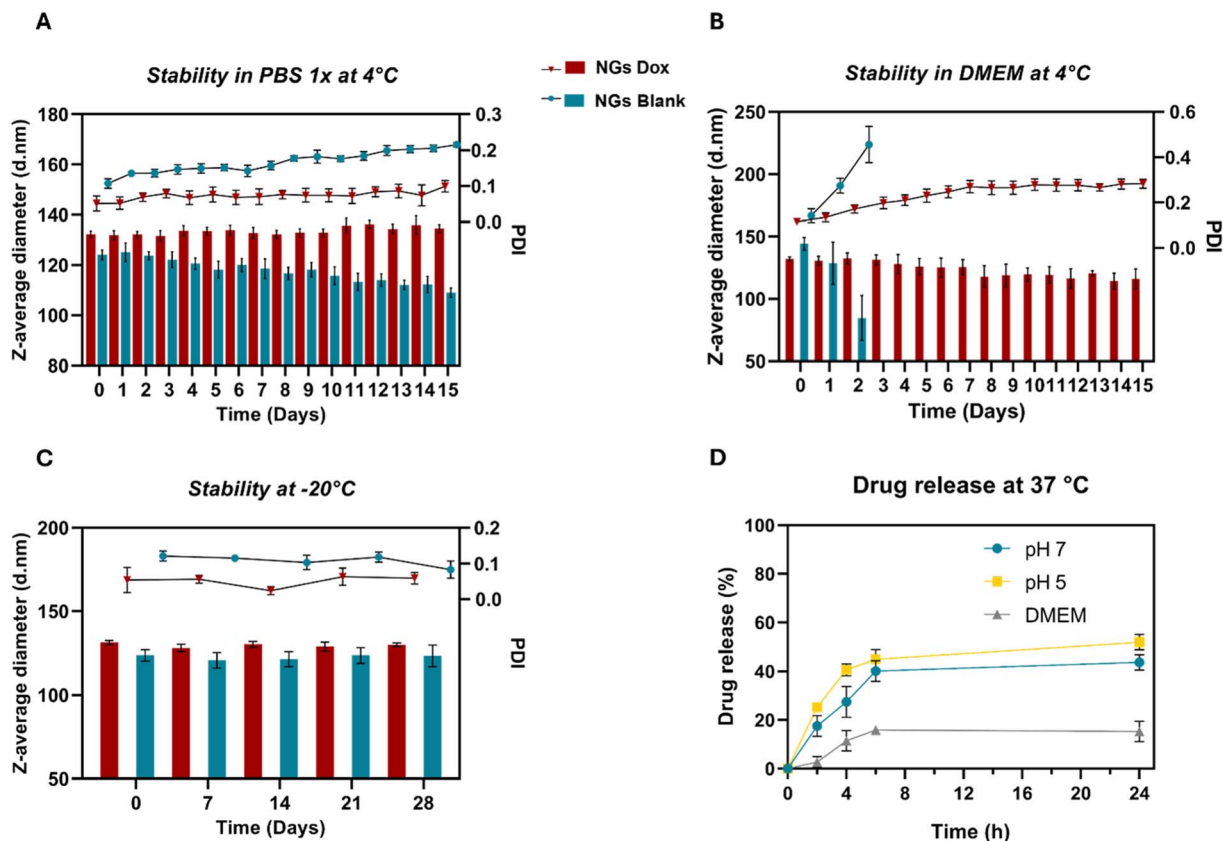 A
Stability in PBS 1x at 4°C
Z-average diameter (d.nm)
180
160
140
120
100
80
0.3
0.2
0.1
0.0
PDI
0 1 2 3 4 5 6 7 8 9 10 11 12 13 14 15
Time (Days)
NGs Dox
NGs Blank
B
Stability in DMEM at 4°C
Z-average diameter (d.nm)
250
200
150
100
50
0.6
0.4
0.2
0.0
PDI
0 1 2 3 4 5 6 7 8 9 10 11 12 13 14 15
Time (Days)
C
Stability at -20°C
Z-average diameter (d.nm)
200
150
100
50
0.2
0.1
0.0
PDI
0 7 14 21 28
Time (Days)
D
Drug release at 37 °C
Drug release (%)
100
80
60
40
20
0
pH 7
pH 5
DMEM
0 4 8 12 16 20 24
Time (h)